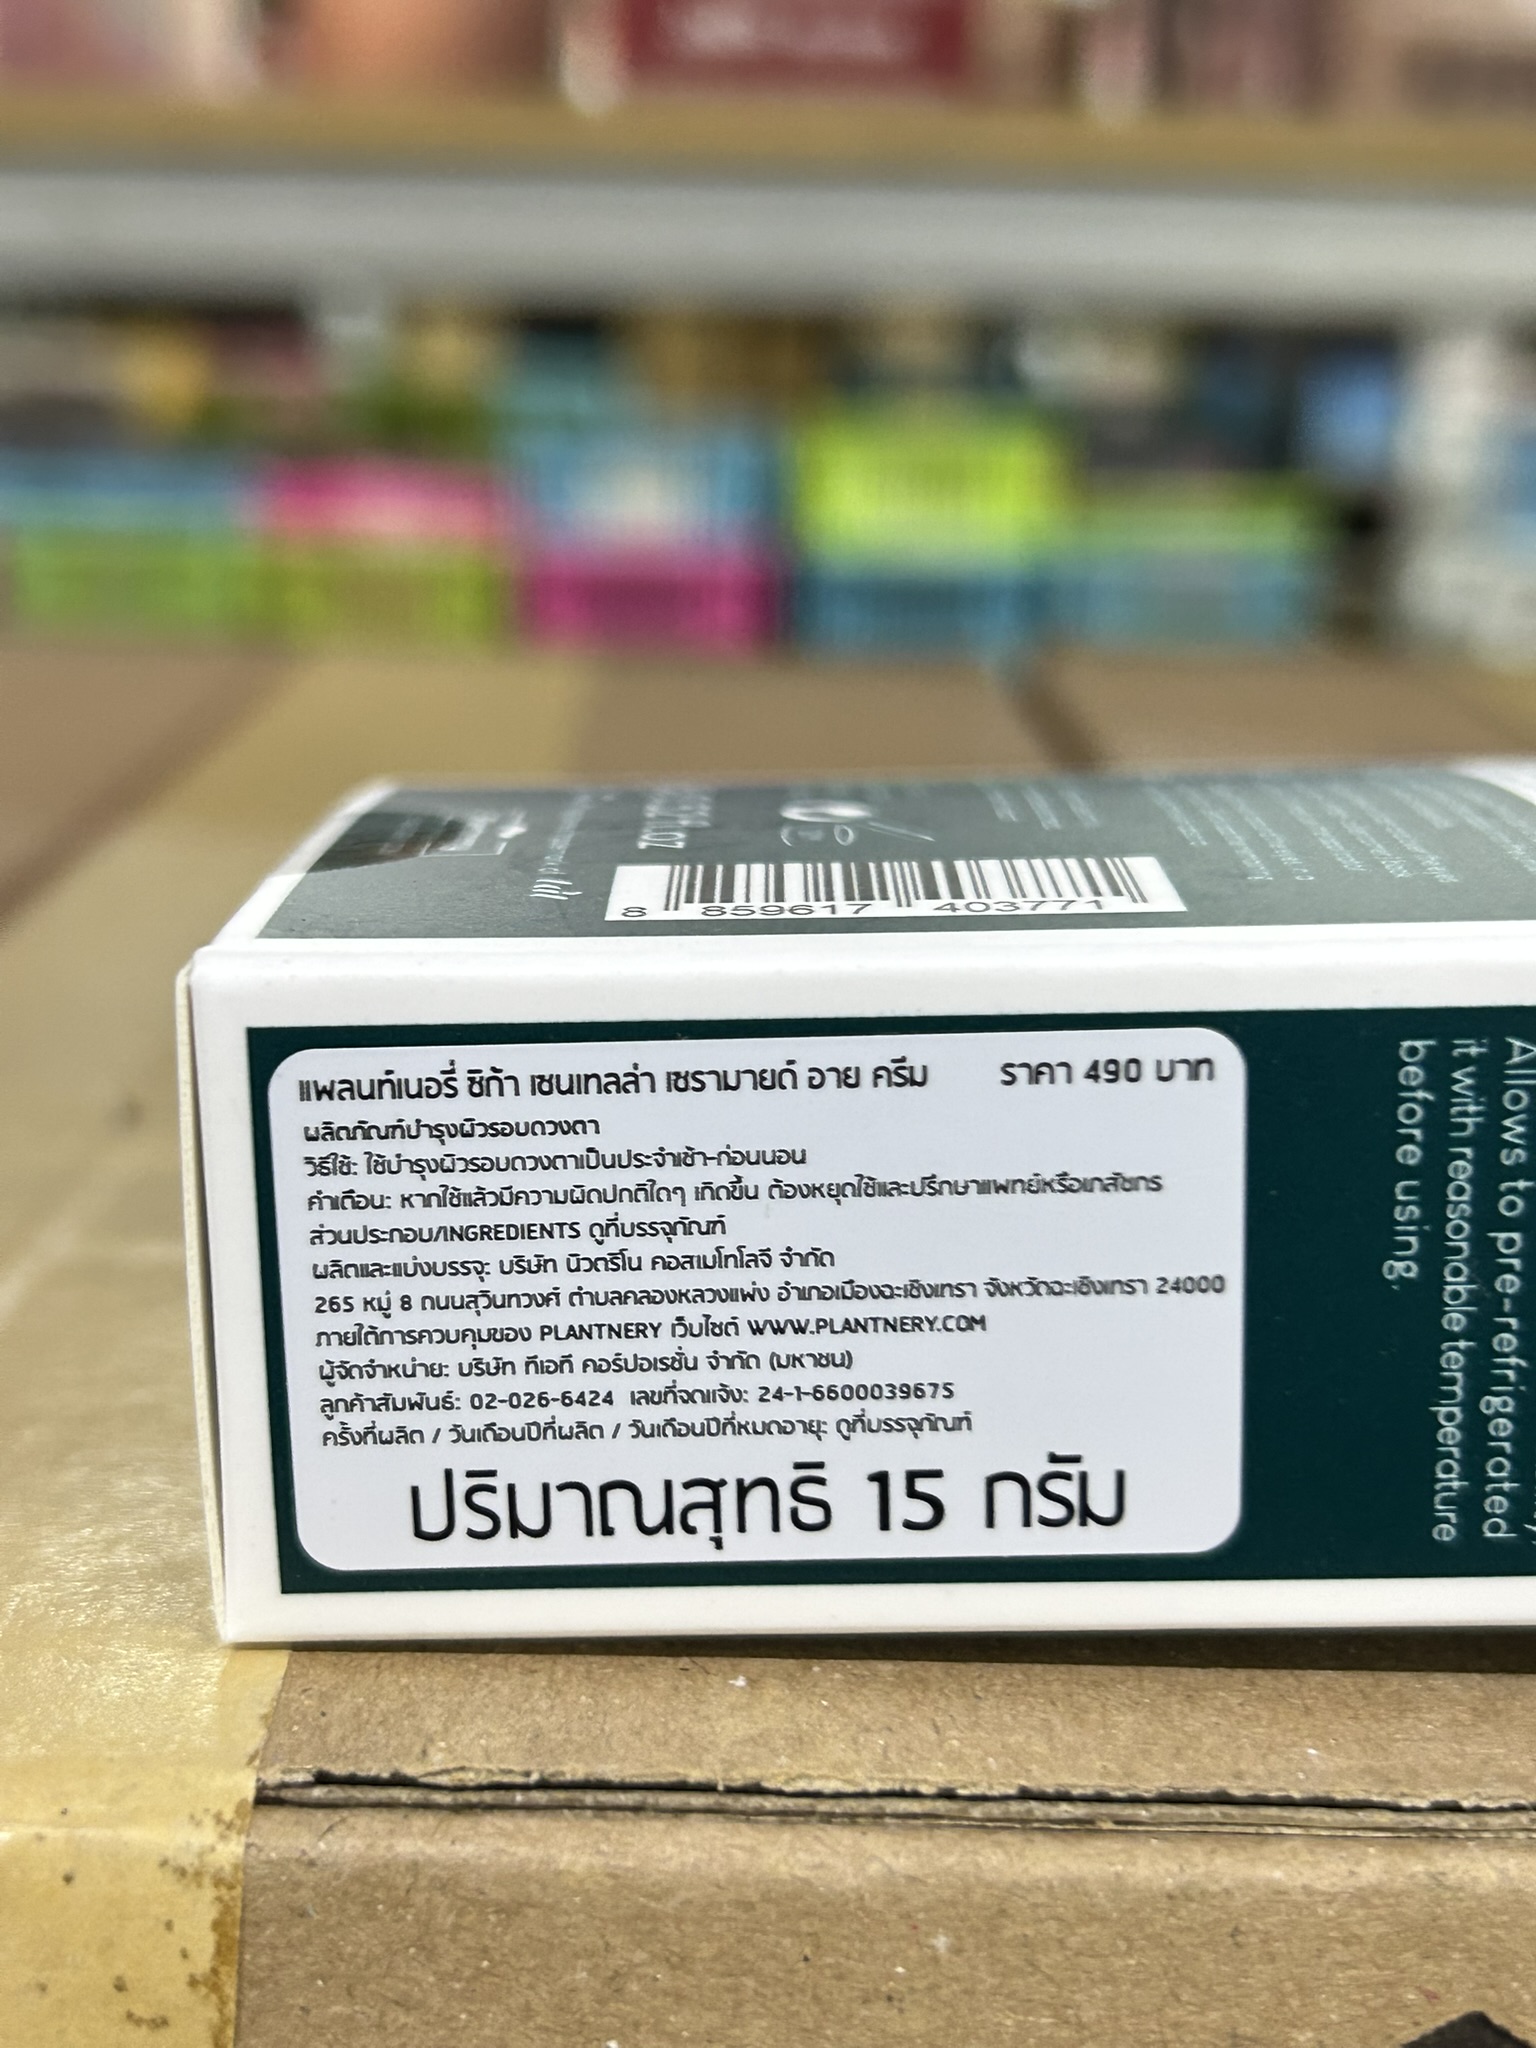 8 859617 403771
แพลนท์เนอรี่ ซิก้า เซนเทลล่า เซรามายด์ อาย ครีม ราคา 490 บาท
ผลิตภัณฑ์บำรุงผิวรอบดวงตา
วิธีใช้: ใช้บำรุงผิวรอบดวงตาเป็นประจำเช้า-ก่อนนอน
คำเตือน: หากใช้แล้วมีความผิดปกติใดๆ เกิดขึ้น ต้องหยุดใช้และปรึกษาแพทย์หรือเภสัชกร
ส่วนประกอบ/INGREDIENTS ดูที่บรรจุภัณฑ์
ผลิตและแบ่งบรรจุ: บริษัท นิวตริโน คอสเมโทโลจี จำกัด
265 หมู่ 8 ถนนสุวินทวงศ์ ตำบลคลองหลวงแพ่ง อำเภอเมืองฉะเชิงเทรา จังหวัดฉะเชิงเทรา 24000
ภายใต้การควบคุมของ PLANTNERY เว็บไซต์ WWW.PLANTNERY.COM
ผู้จัดจำหน่าย: บริษัท ทีเอที คอร์ปอเรชั่น จำกัด (มหาชน)
ลูกค้าสัมพันธ์: 02-026-6424 เลขที่จดแจ้ง: 24-1-6600039675
ครั้งที่ผลิต / วันเดือนปีที่ผลิต / วันเดือนปีที่หมดอายุ: ดูที่บรรจุภัณฑ์
ปริมาณสุทธิ 15 กรัม
Allows to pre-refrigerated
it with reasonable temperature
before using.